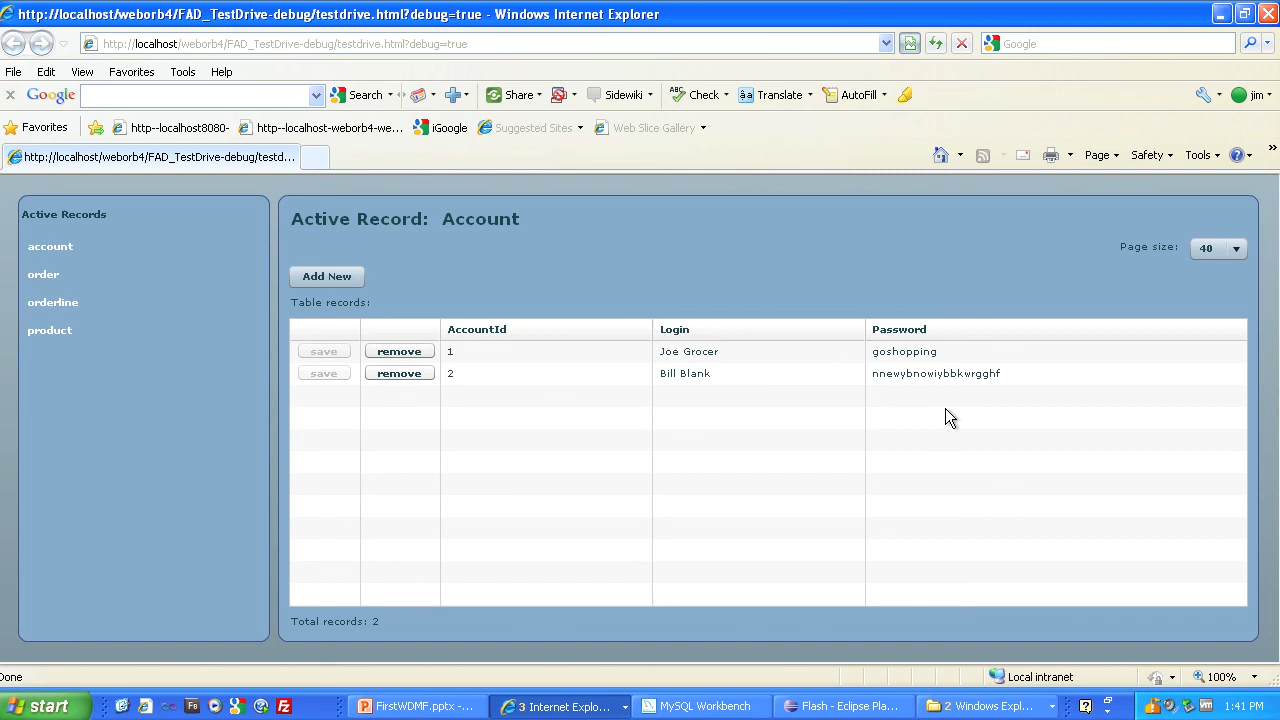 http://localhost/weborb4/FAD_TestDrive-debug/testdrive.html?debug=true - Windows Internet Explorer
http://localhost/weborb4/FAD_TestDrive-debug/testdrive.html?debug=true
Google
File Edit View Favorites Tools Help
x Google Search Share Sidewiki Check Translate AutoFill jim
Favorites http--localhost8080- http--localhost-weborb4-we... iGoogle Suggested Sites Web Slice Gallery
http://localhost/weborb4/FAD_TestDrive-debug/testd...
Page Safety Tools
Active Records
account
order
orderline
product
Active Record: Account
Page size: 40
Add New
Table records:
AccountId Login Password
save remove 1 Joe Grocer goshopping
save remove 2 Bill Blank nnewybnowiybbkwrgghf
Total records: 2
Done Local intranet 100%
start FirstWDMF.pptx -... 3 Internet Explo... MySQL Workbench Flash - Eclipse Pla... 2 Windows Expl... 1:41 PM